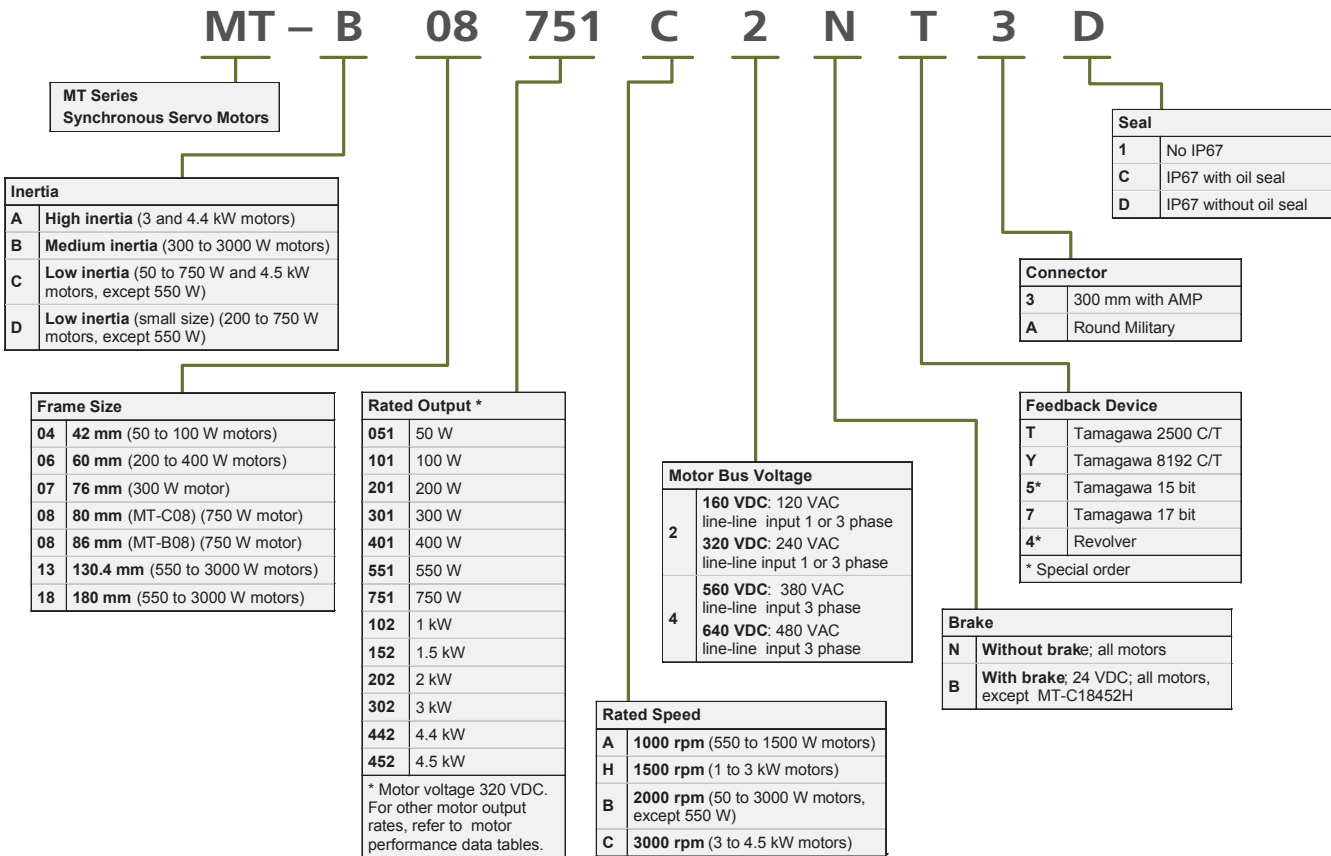 MT – B 08 751 C 2 N T 3 D
MT Series
Synchronous Servo Motors
Seal
1 No IP67
C IP67 with oil seal
D IP67 without oil seal
Inertia
A High inertia (3 and 4.4 kW motors)
B Medium inertia (300 to 3000 W motors)
C Low inertia (50 to 750 W and 4.5 kW
motors, except 550 W)
D Low inertia (small size) (200 to 750 W
motors, except 550 W)
Connector
3 300 mm with AMP
A Round Military
Frame Size
04 42 mm (50 to 100 W motors)
06 60 mm (200 to 400 W motors)
07 76 mm (300 W motor)
08 80 mm (MT-C08) (750 W motor)
08 86 mm (MT-B08) (750 W motor)
13 130.4 mm (550 to 3000 W motors)
18 180 mm (550 to 3000 W motors)
Rated Output *
051 50 W
101 100 W
201 200 W
301 300 W
401 400 W
551 550 W
751 750 W
102 1 kW
152 1.5 kW
202 2 kW
302 3 kW
442 4.4 kW
452 4.5 kW
* Motor voltage 320 VDC.
For other motor output
rates, refer to motor
performance data tables.
Motor Bus Voltage
2 160 VDC: 120 VAC
line-line input 1 or 3 phase
320 VDC: 240 VAC
line-line input 1 or 3 phase
4 560 VDC: 380 VAC
line-line input 3 phase
640 VDC: 480 VAC
line-line input 3 phase
Feedback Device
T Tamagawa 2500 C/T
Y Tamagawa 8192 C/T
5* Tamagawa 15 bit
7 Tamagawa 17 bit
4* Revolver
* Special order
Brake
N Without brake; all motors
B With brake; 24 VDC; all motors,
except MT-C18452H
Rated Speed
A 1000 rpm (550 to 1500 W motors)
H 1500 rpm (1 to 3 kW motors)
B 2000 rpm (50 to 3000 W motors,
except 550 W)
C 3000 rpm (3 to 4.5 kW motors)